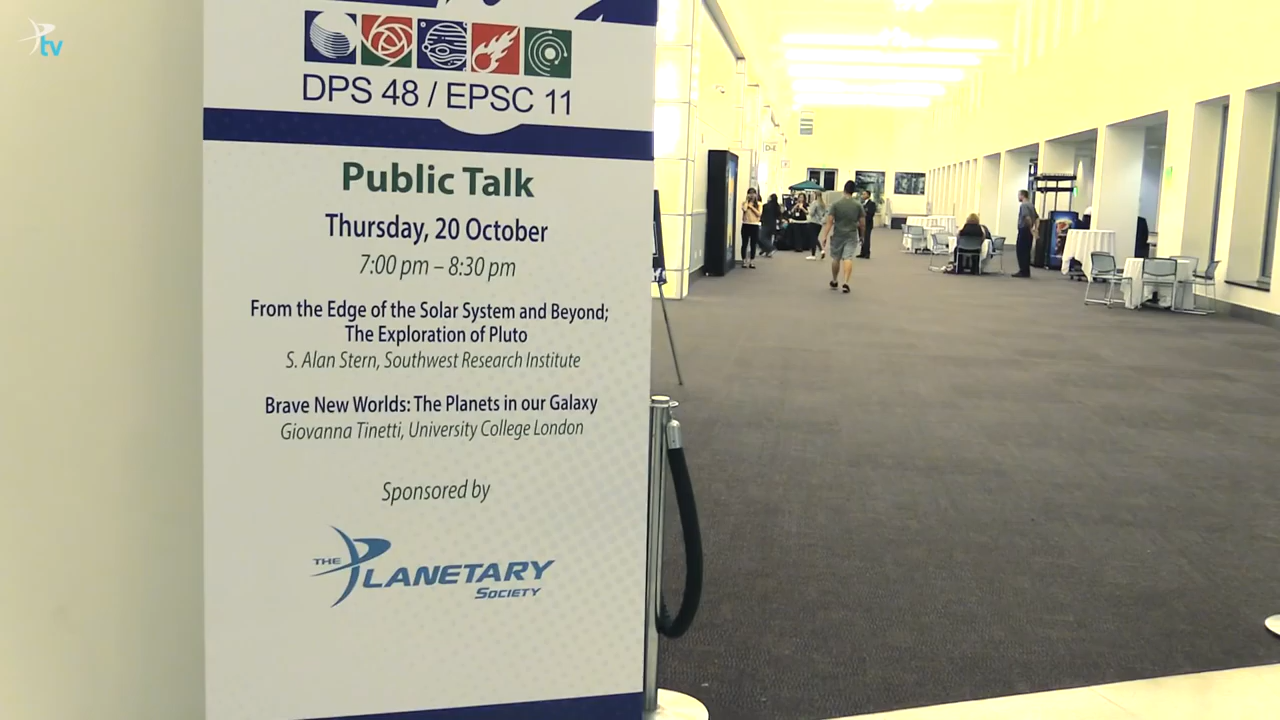 tv
DPS 48 / EPSC 11
Public Talk
Thursday, 20 October
7:00 pm – 8:30 pm
From the Edge of the Solar System and Beyond;
The Exploration of Pluto
S. Alan Stern, Southwest Research Institute
Brave New Worlds: The Planets in our Galaxy
Giovanna Tinetti, University College London
Sponsored by
THE PLANETARY
SOCIETY
D-E